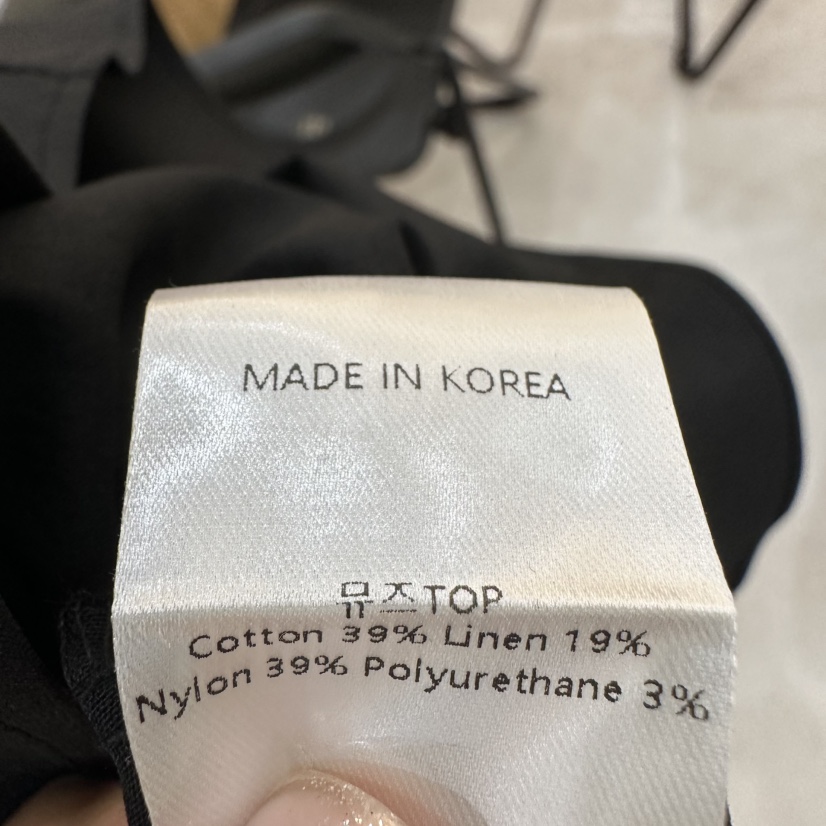 MADE IN KOREA
뮤즈TOP
Cotton 39% Linen 19%
Nylon 39% Polyurethane 3%